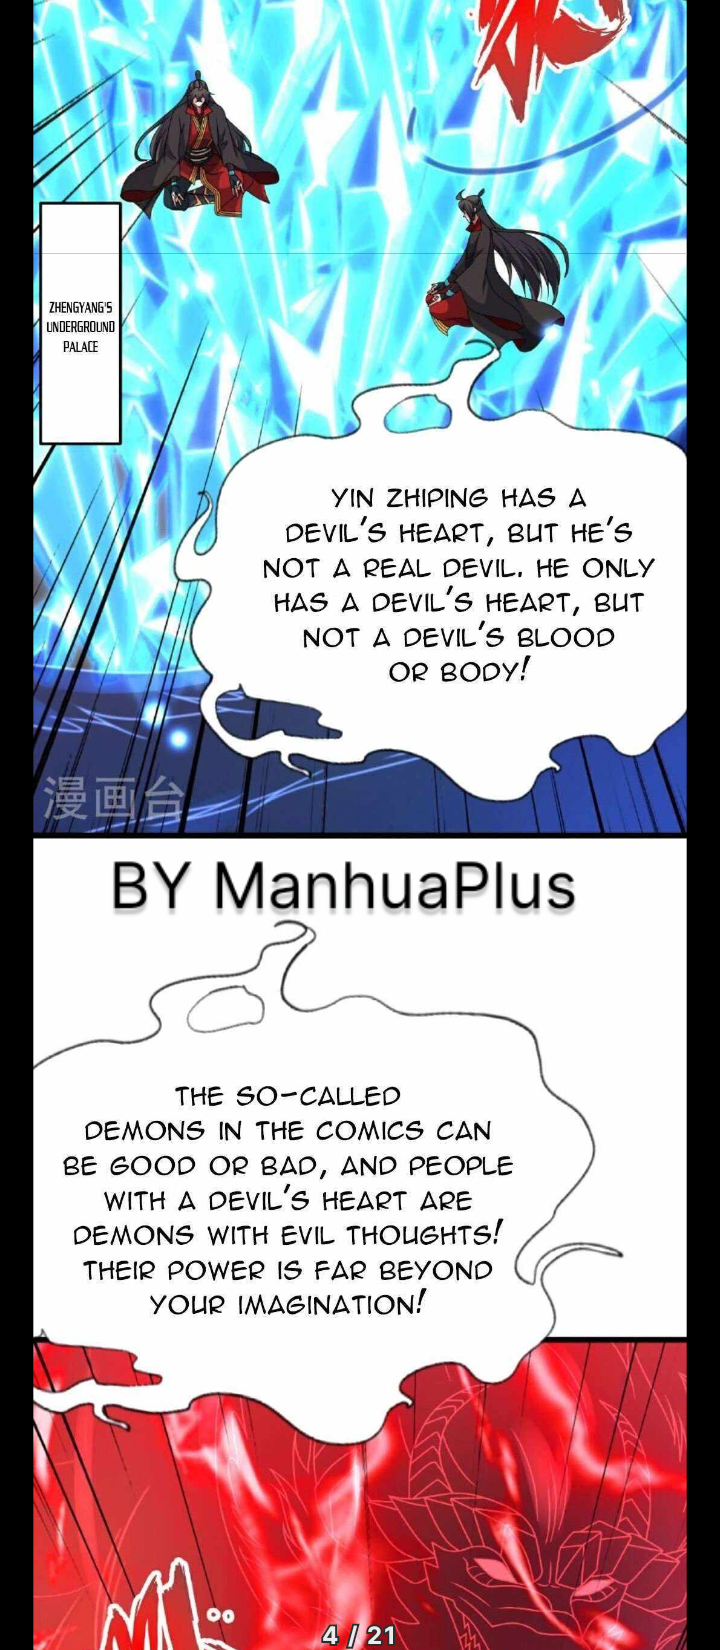 ZHENGYANG'S
UNDERGROUND
PALACE
YIN ZHIPING HAS A
DEVIL'S HEART, BUT HE'S
NOT A REAL DEVIL. HE ONLY
HAS A DEVIL'S HEART, BUT
NOT A DEVIL'S BLOOD
OR BODY!
漫画台
BY ManhuaPlus
THE SO-CALLED
DEMONS IN THE COMICS CAN
BE GOOD OR BAD, AND PEOPLE
WITH A DEVIL'S HEART ARE
DEMONS WITH EVIL THOUGHTS!
THEIR POWER IS FAR BEYOND
YOUR IMAGINATION!
4 / 21